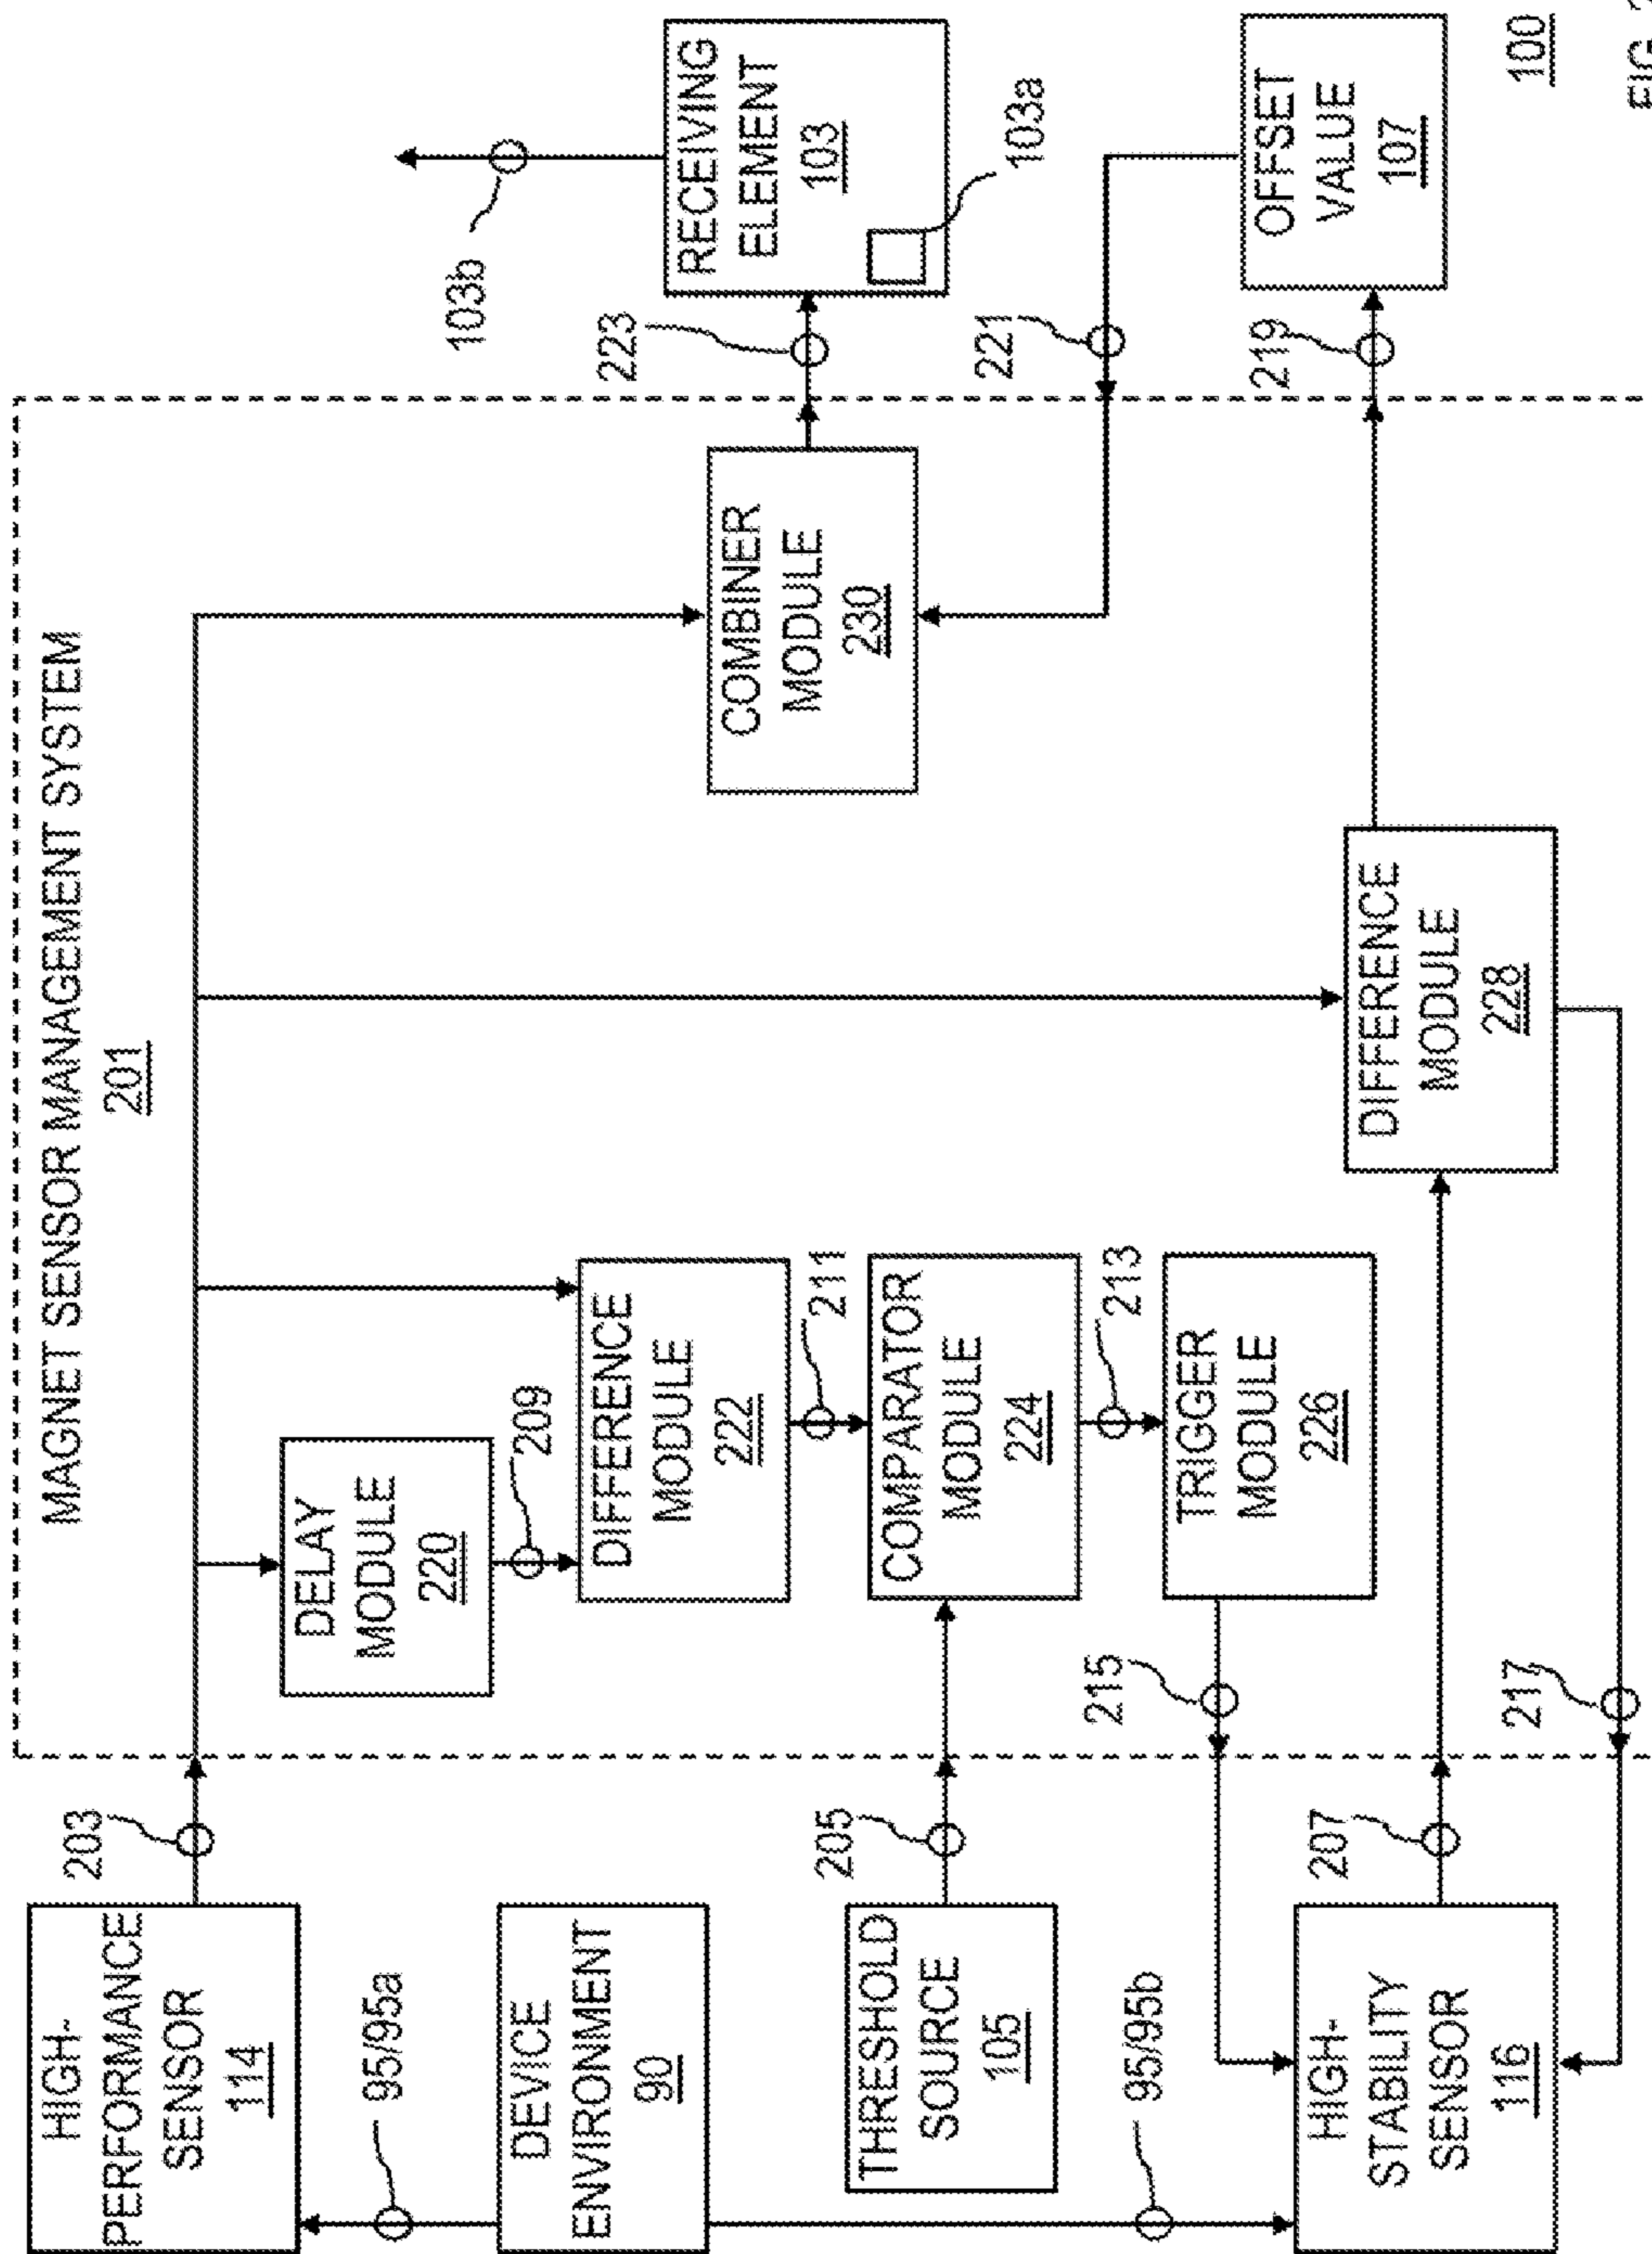 MAGNET SENSOR MANAGEMENT SYSTEM
201
HIGH-
PERFORMANCE
SENSOR
114
203
95/95a
DEVICE
ENVIRONMENT
90
DELAY
MODULE
220
209
DIFFERENCE
MODULE
222
211
THRESHOLD
SOURCE
105
205
COMPARATOR
MODULE
224
213
TRIGGER
MODULE
226
215
95/95b
HIGH-
STABILITY
SENSOR
116
207
217
DIFFERENCE
MODULE
228
COMBINER
MODULE
230
223
103b
RECEIVING
ELEMENT
103
103a
221
219
OFFSET
VALUE
107
100
FIG.